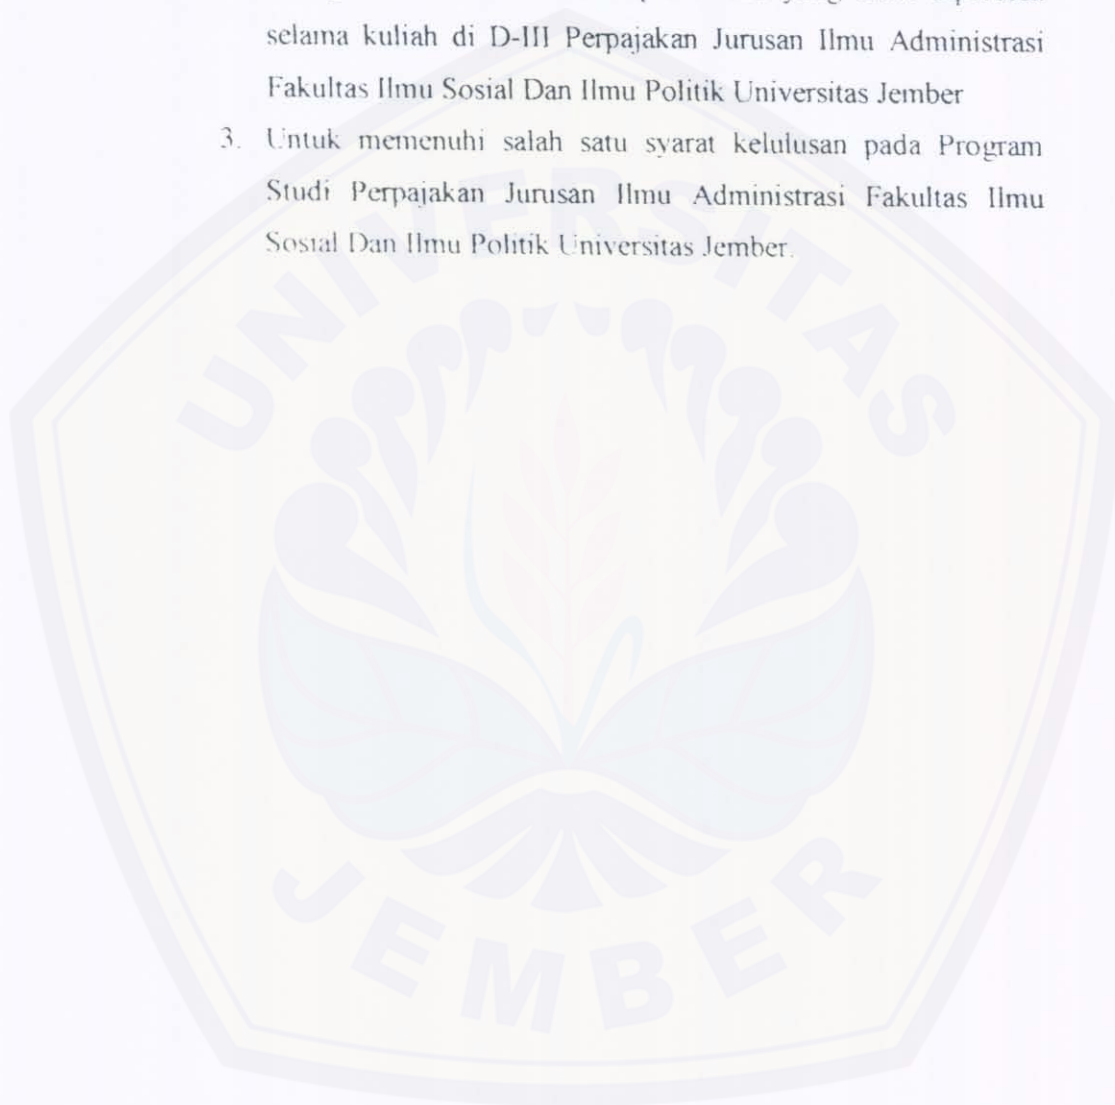 selama kuliah di D-III Perpajakan Jurusan Ilmu Administrasi
Fakultas Ilmu Sosial Dan Ilmu Politik Universitas Jember
3. Untuk memenuhi salah satu syarat kelulusan pada Program
Studi Perpajakan Jurusan Ilmu Administrasi Fakultas Ilmu
Sosial Dan Ilmu Politik Universitas Jember.
UNIVERSITAS
JEMBER